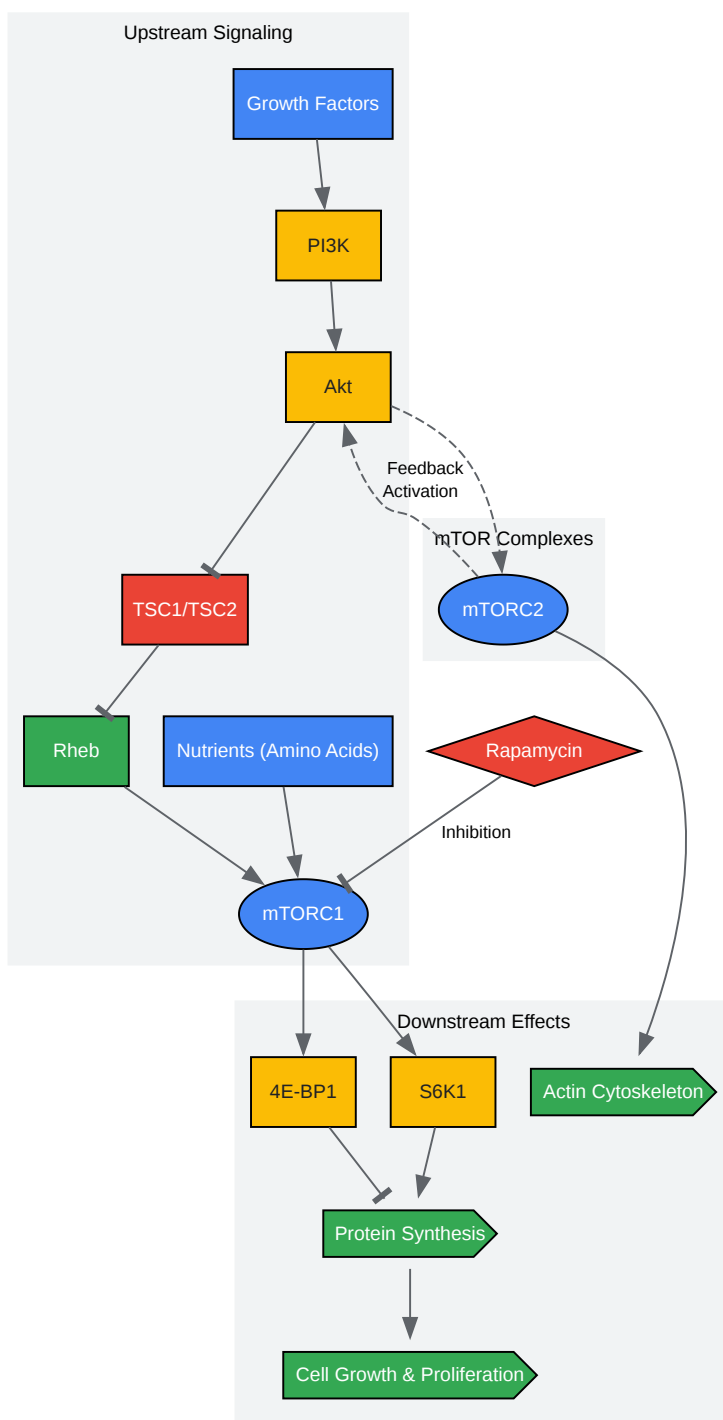 Upstream Signaling
Growth Factors
PI3K
Akt
Feedback
Activation
mTOR Complexes
TSC1/TSC2
mTORC2
Rheb
Nutrients (Amino Acids)
Rapamycin
Inhibition
mTORC1
Downstream Effects
4E-BP1
S6K1
Actin Cytoskeleton
Protein Synthesis
Cell Growth & Proliferation